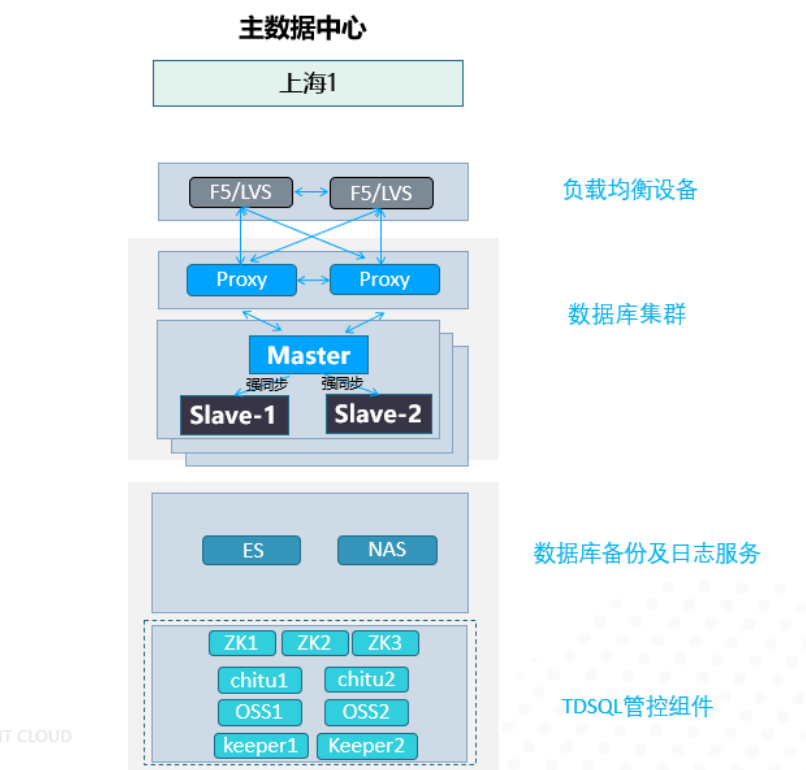 主数据中心
上海1
F5/LVS
F5/LVS
负载均衡设备
Proxy
Proxy
数据库集群
Master
强同步
强同步
Slave-1
Slave-2
ES
NAS
数据库备份及日志服务
ZK1
ZK2
ZK3
chitu1
chitu2
OSS1
OSS2
TDSQL管控组件
keeper1
Keeper2
NT CLOUD